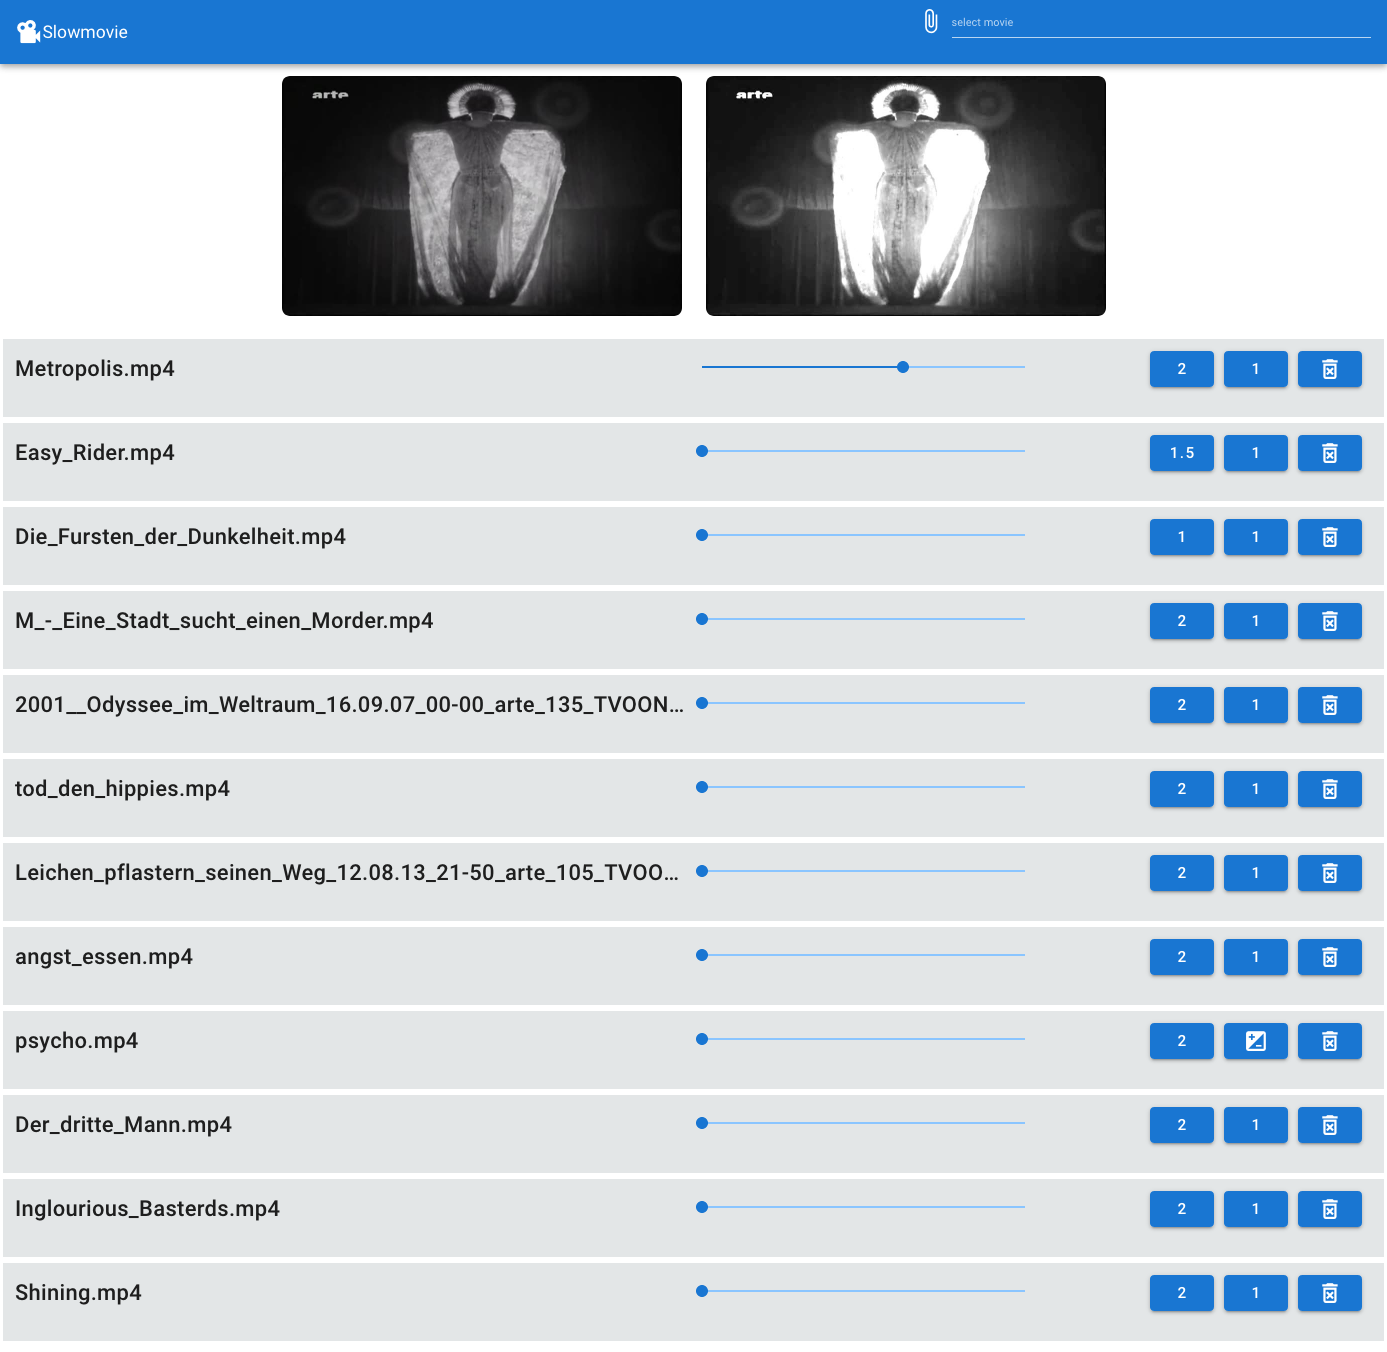 Slowmovie
select movie
arte
arte
Metropolis.mp4
2
1
Easy_Rider.mp4
1.5
1
Die_Fursten_der_Dunkelheit.mp4
1
1
M_-_Eine_Stadt_sucht_einen_Morder.mp4
2
1
2001__Odyssee_im_Weltraum_16.09.07_00-00_arte_135_TVOON...
2
1
tod_den_hippies.mp4
2
1
Leichen_pflastern_seinen_Weg_12.08.13_21-50_arte_105_TVOO...
2
1
angst_essen.mp4
2
1
psycho.mp4
2
Der_dritte_Mann.mp4
2
1
Inglourious_Basterds.mp4
2
1
Shining.mp4
2
1